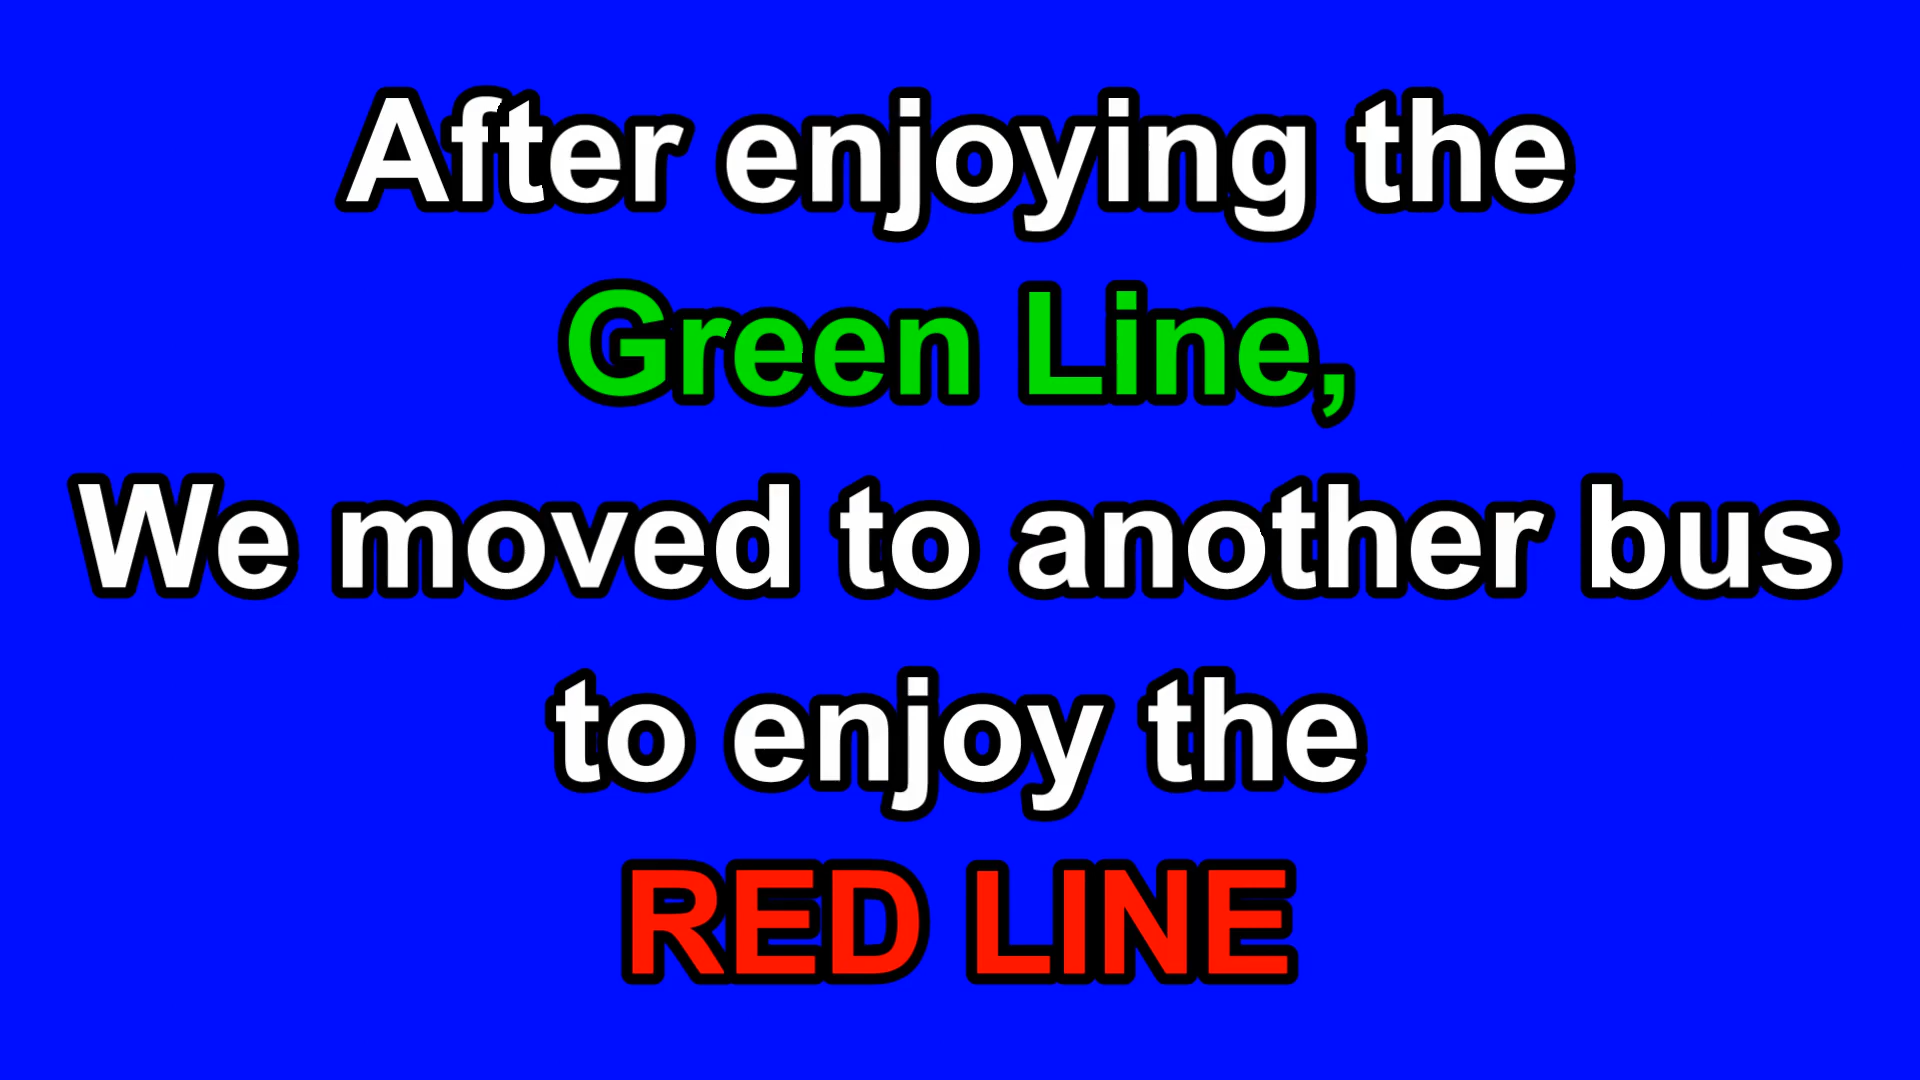 After enjoying the
Green Line,
We moved to another bus
to enjoy the
RED LINE